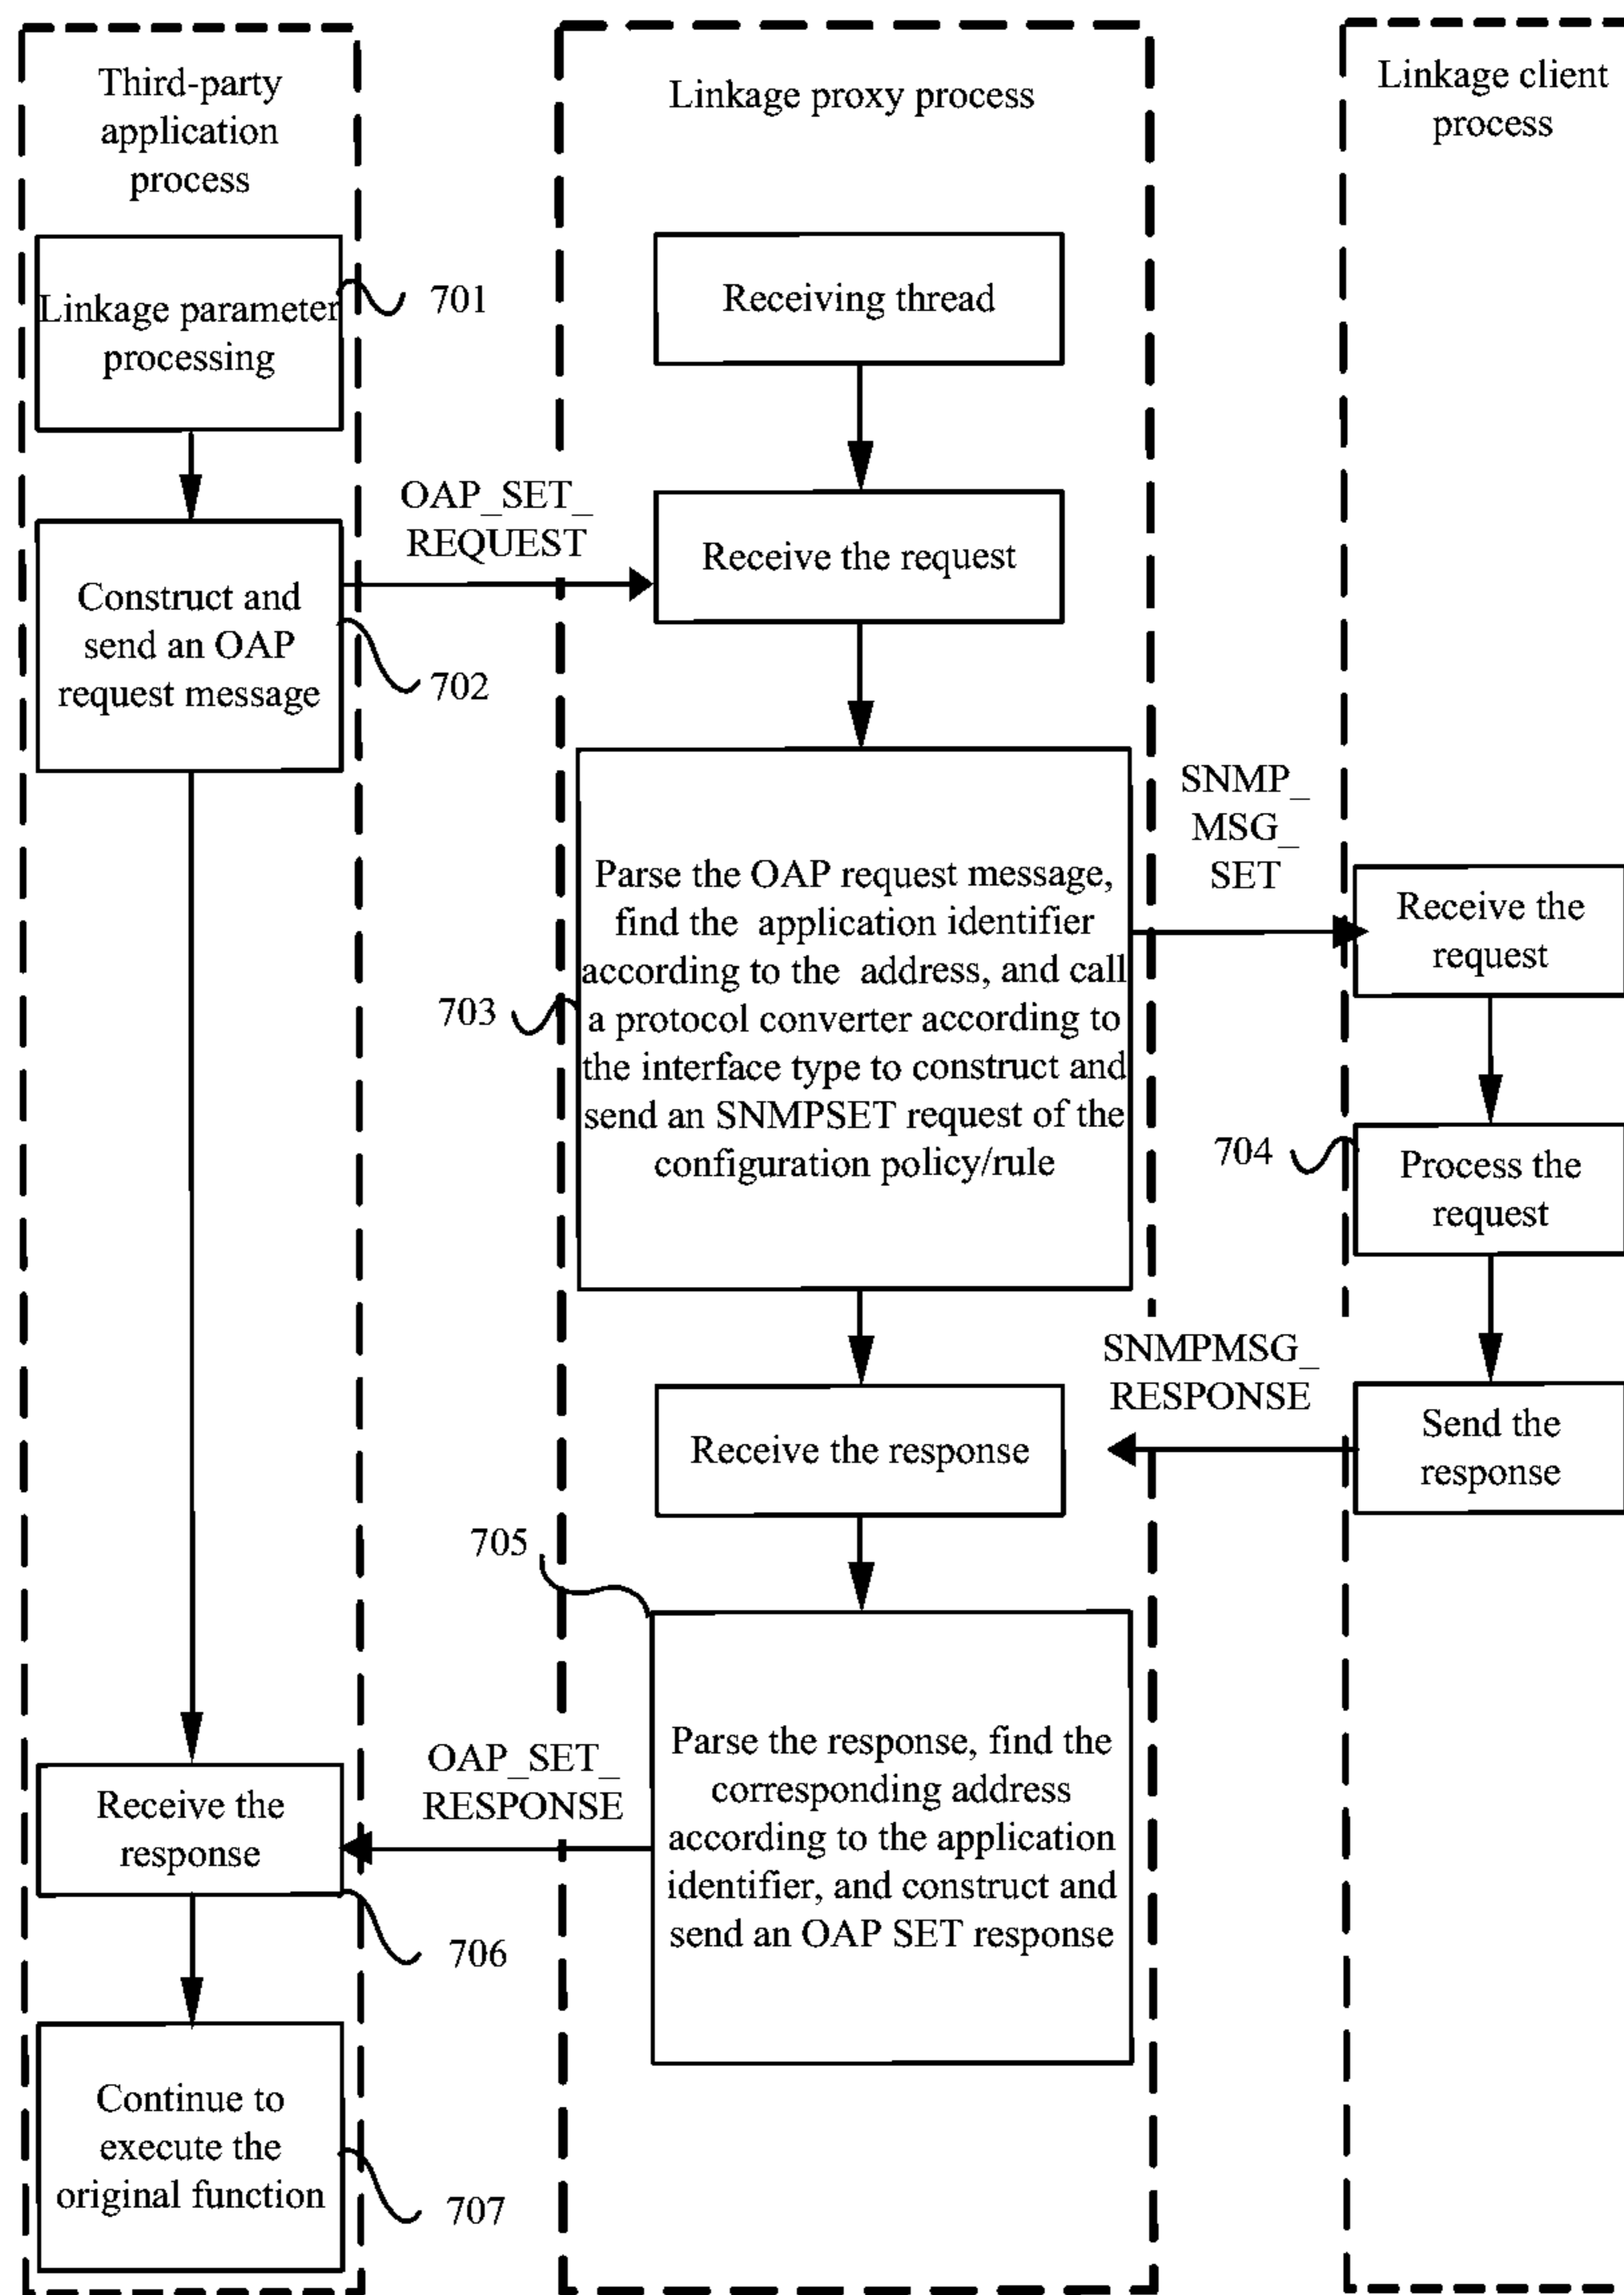 Third-party
application
process
Linkage parameter
processing
701
Construct and
send an OAP
request message
702
OAP_SET_
REQUEST
Receive the
response
706
Continue to
execute the
original function
707
Linkage proxy process
Receiving thread
Receive the request
Parse the OAP request message,
find the application identifier
according to the address, and call
a protocol converter according to
the interface type to construct and
send an SNMPSET request of the
configuration policy/rule
703
SNMP_
MSG_
SET
Receive the response
SNMPMSG_
RESPONSE
705
Parse the response, find the
corresponding address
according to the application
identifier, and construct and
send an OAP SET response
OAP_SET_
RESPONSE
Linkage client
process
Receive the
request
704
Process the
request
Send the
response